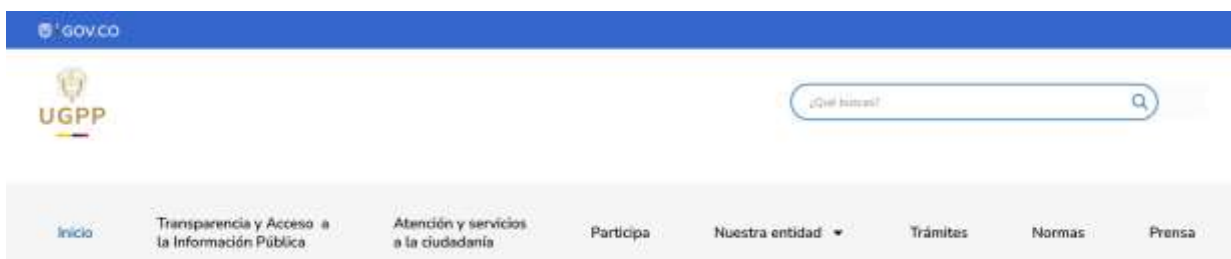 GOV.CO
UGPP
¿Qué buscas?
Inicio
Transparencia y Acceso a
la Información Pública
Atención y servicios
a la ciudadanía
Participa
Nuestra entidad
Trámites
Normas
Prensa